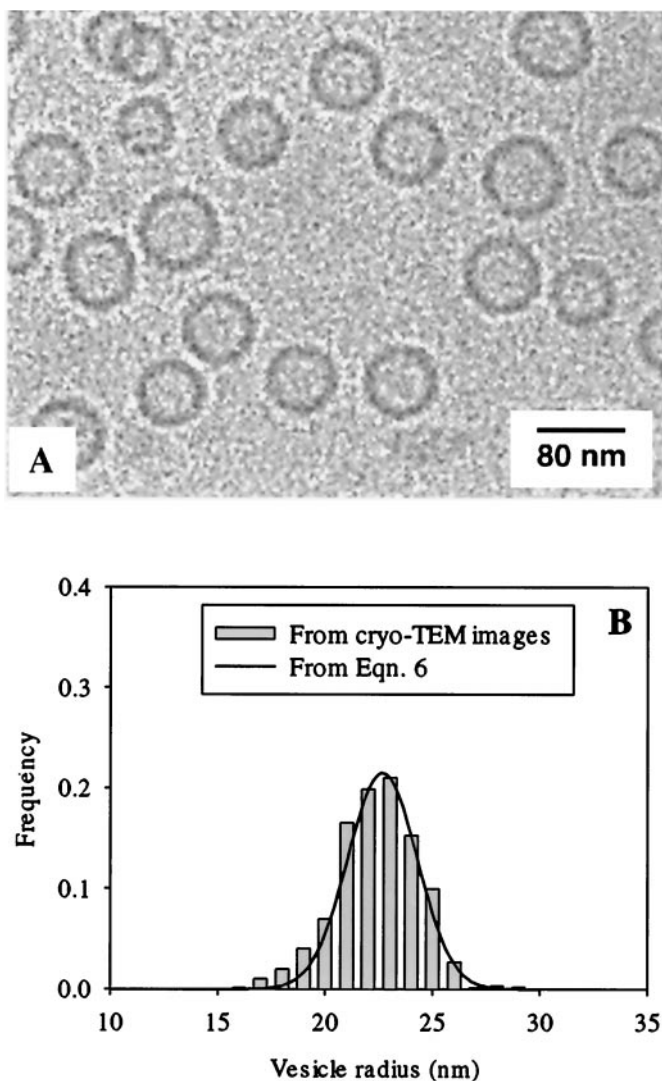 A
80 nm
0.4
B
From cryo-TEM images
From Eqn. 6
0.3
Frequency
0.2
0.1
0.0
10 15 20 25 30 35
Vesicle radius (nm)